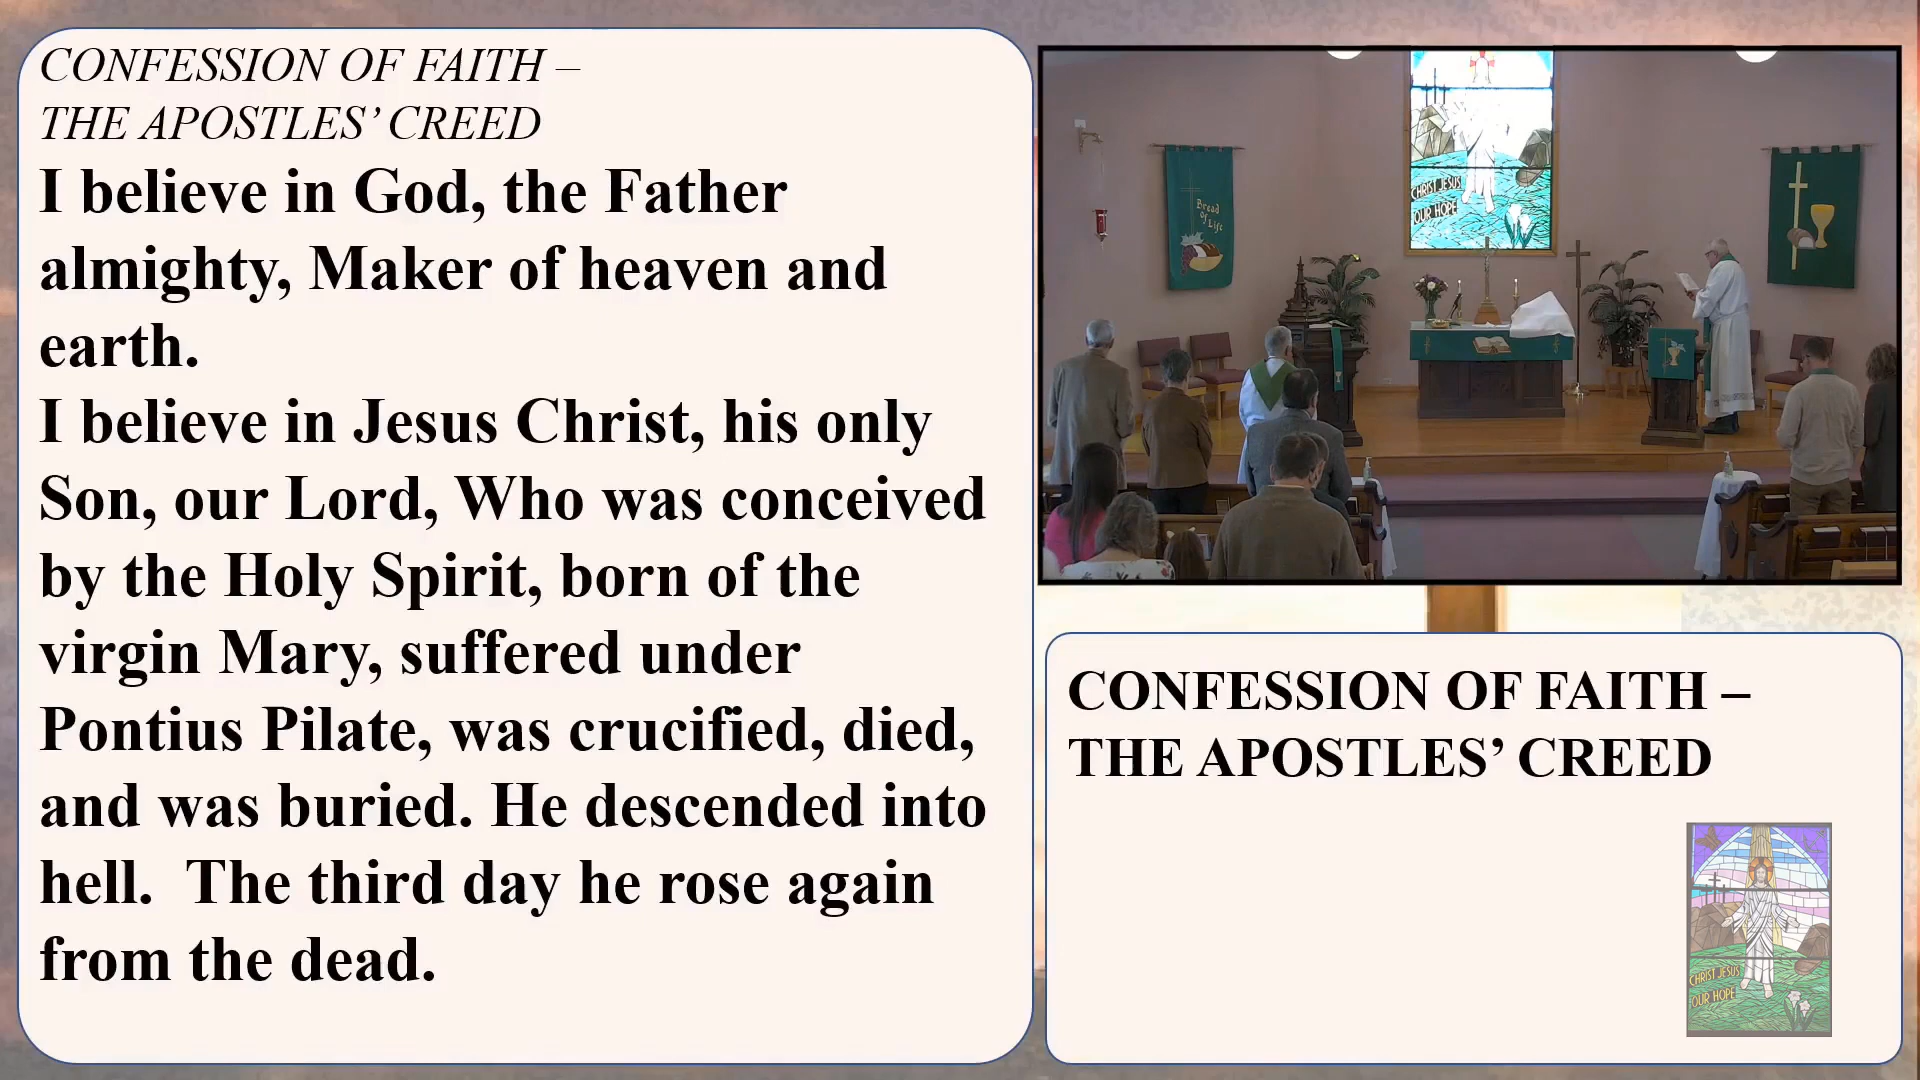 CONFESSION OF FAITH –
THE APOSTLES’ CREED
I believe in God, the Father
almighty, Maker of heaven and
earth.
I believe in Jesus Christ, his only
Son, our Lord, Who was conceived
by the Holy Spirit, born of the
virgin Mary, suffered under
Pontius Pilate, was crucified, died,
and was buried. He descended into
hell.  The third day he rose again
from the dead.
Bread
of Life
CHRIST JESUS
OUR HOPE
CONFESSION OF FAITH –
THE APOSTLES’ CREED
CHRIST JESUS
OUR HOPE